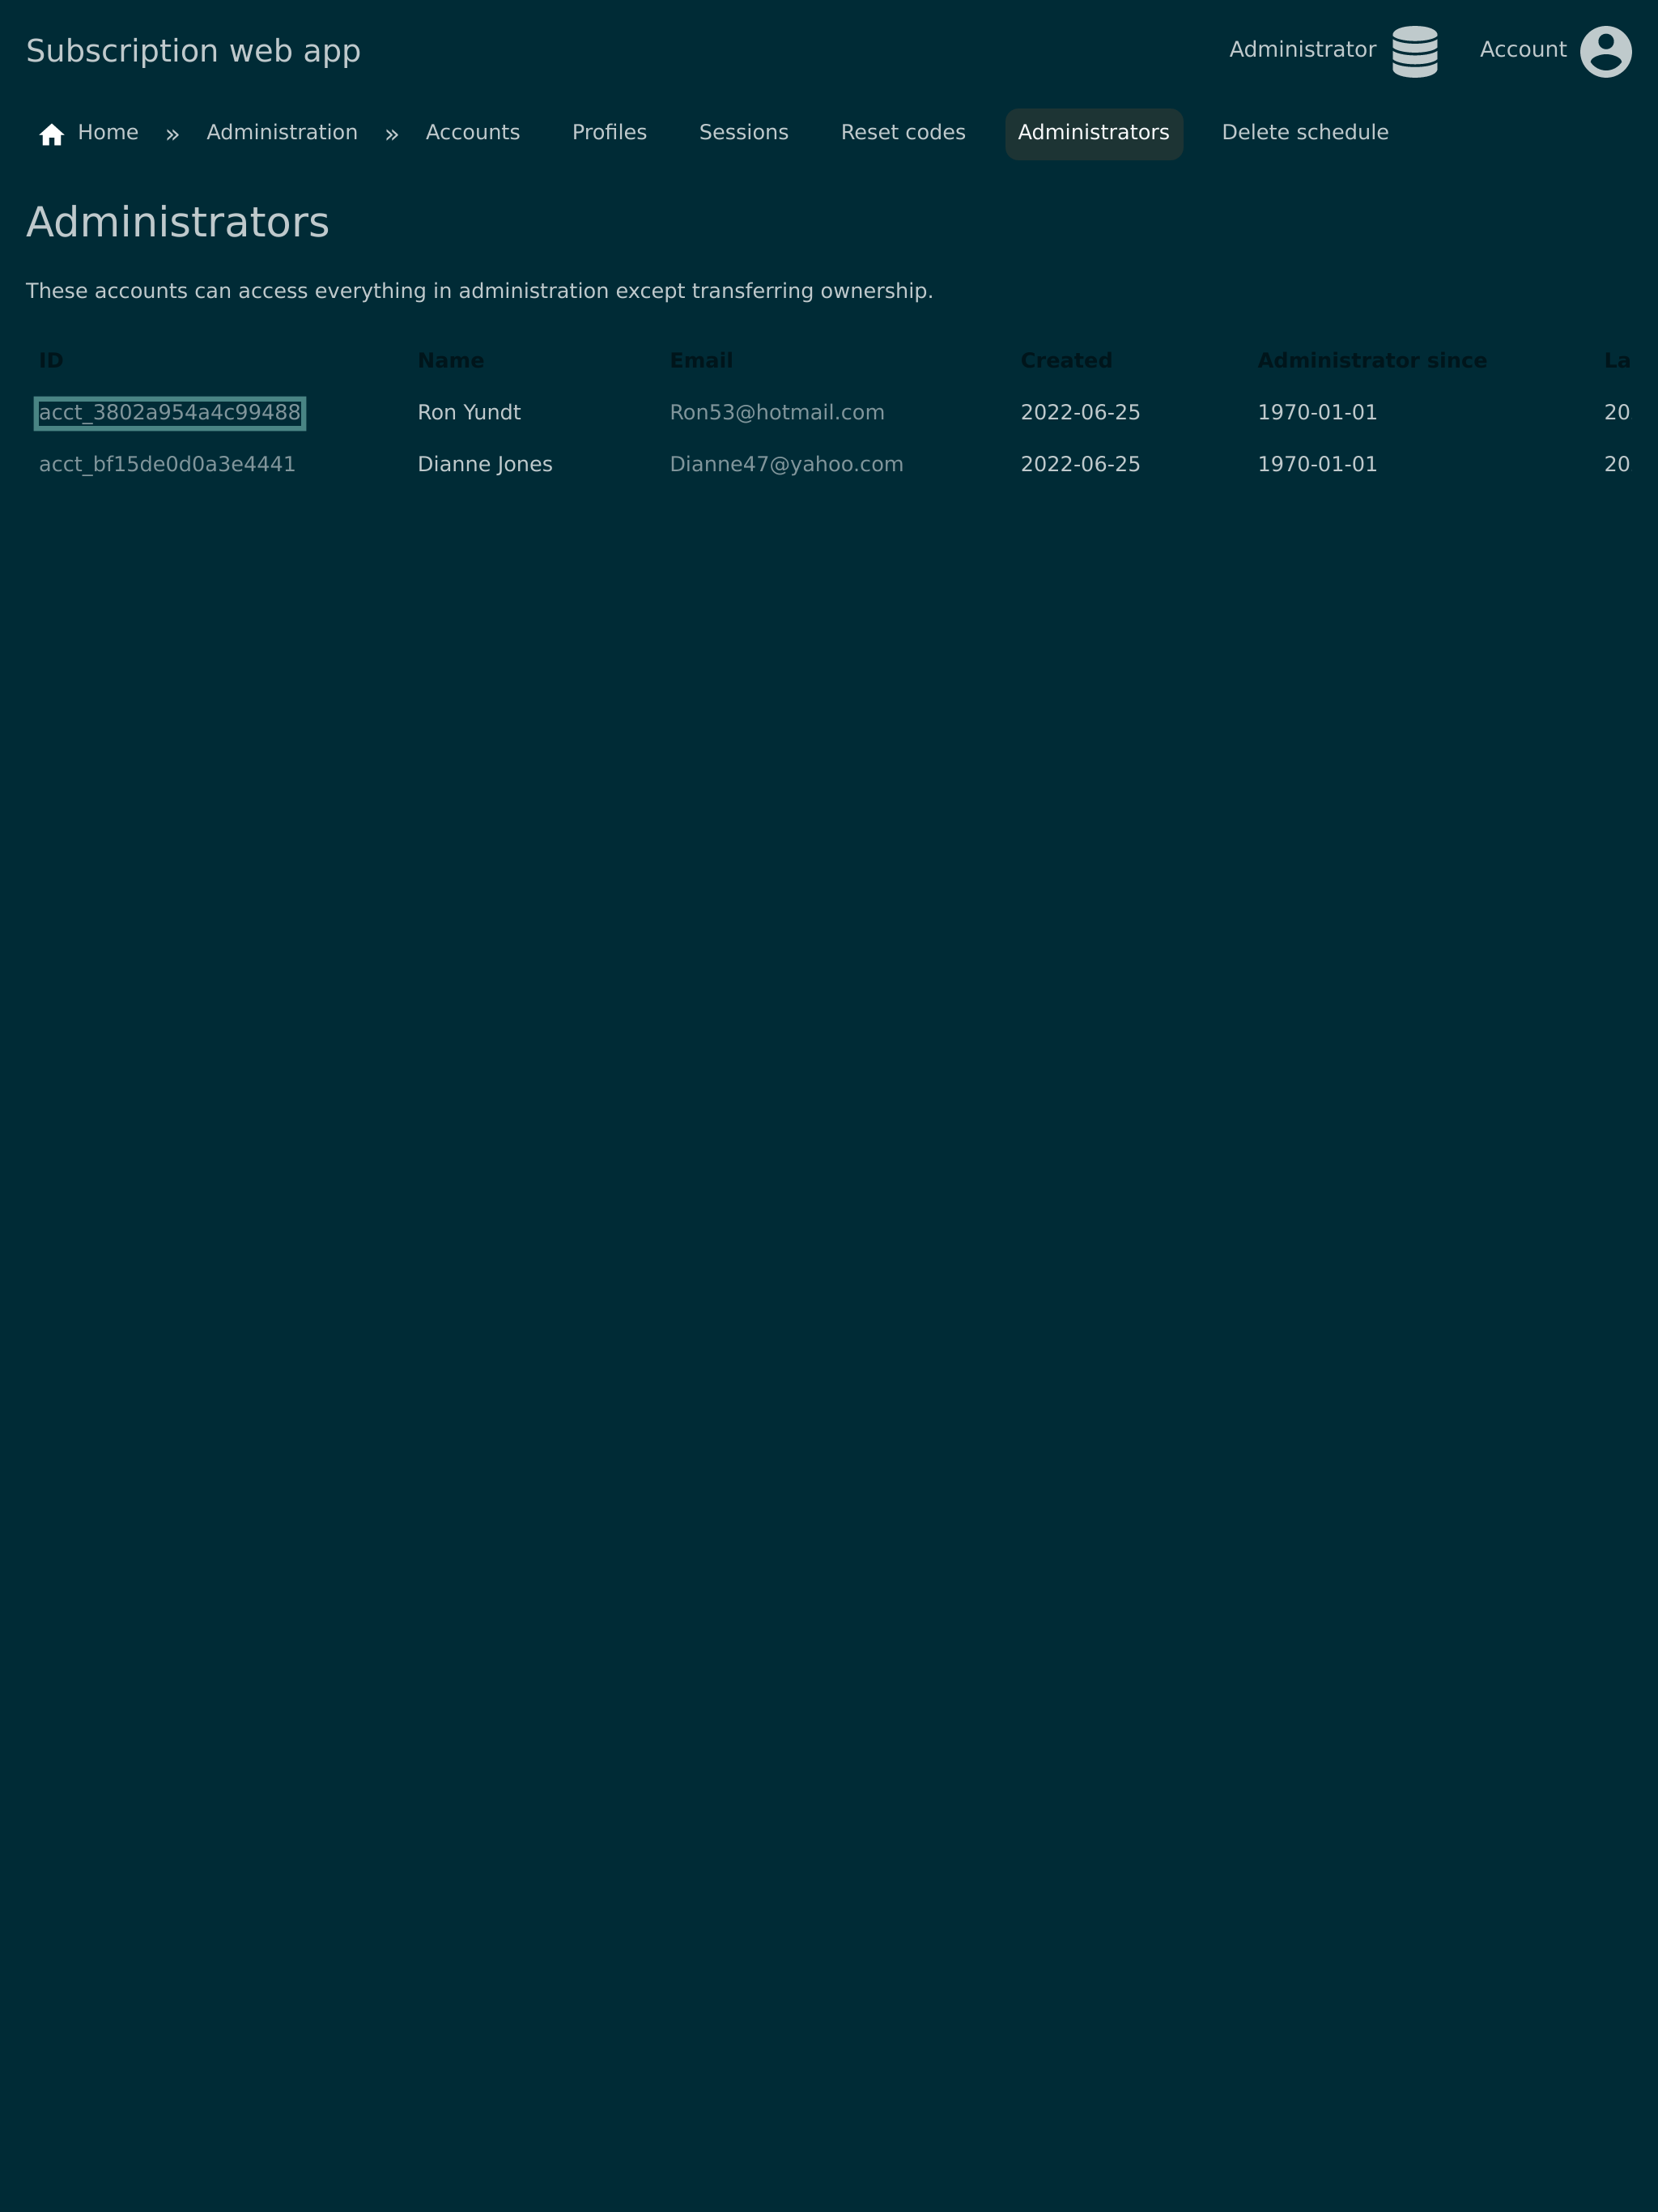 Subscription web app Administrator Account
Home » Administration » Accounts Profiles Sessions Reset codes Administrators Delete schedule
Administrators
These accounts can access everything in administration except transferring ownership.
ID Name Email Created Administrator since La
acct_3802a954a4c99488 Ron Yundt Ron53@hotmail.com 2022-06-25 1970-01-01 20
acct_bf15de0d0a3e4441 Dianne Jones Dianne47@yahoo.com 2022-06-25 1970-01-01 20